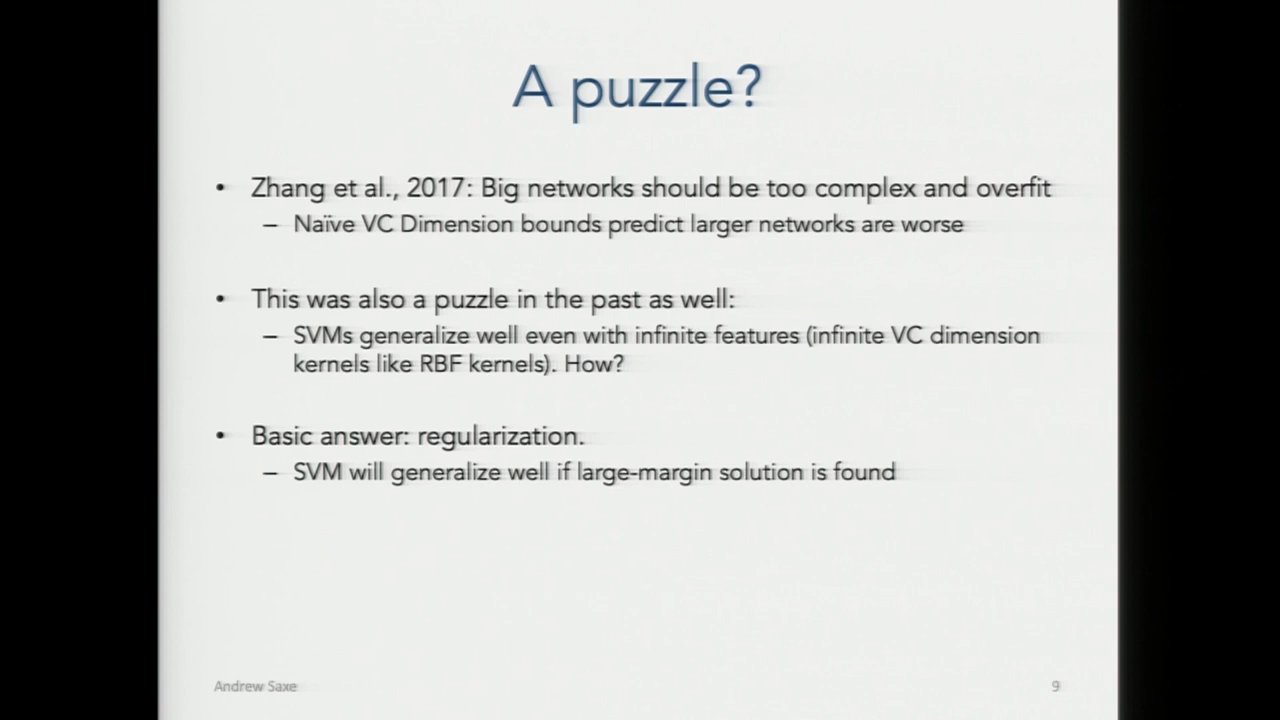 A puzzle?
• Zhang et al., 2017: Big networks should be too complex and overfit
– Naïve VC Dimension bounds predict larger networks are worse
• This was also a puzzle in the past as well:
– SVMs generalize well even with infinite features (infinite VC dimension
kernels like RBF kernels). How?
• Basic answer: regularization.
– SVM will generalize well if large-margin solution is found
Andrew Saxe
9